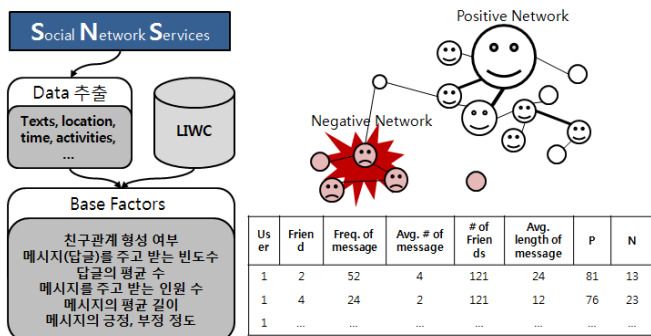 Social Network Services
Data 추출
Texts, location,
time, activities,
...
LIWC
Base Factors
친구관계 형성 여부
메시지(답글)를 주고 받는 빈도수
답글의 평균 수
메시지를 주고 받는 인원 수
메시지의 평균 길이
메시지의 긍정, 부정 정도
Positive Network
Negative Network
Us er Frien d Freq. of message Avg. # of message # of Frien ds Avg. length of message P N
1 2 52 4 121 24 81 13
1 4 24 2 121 12 76 23
1 ... ... ... ... ... ... ...